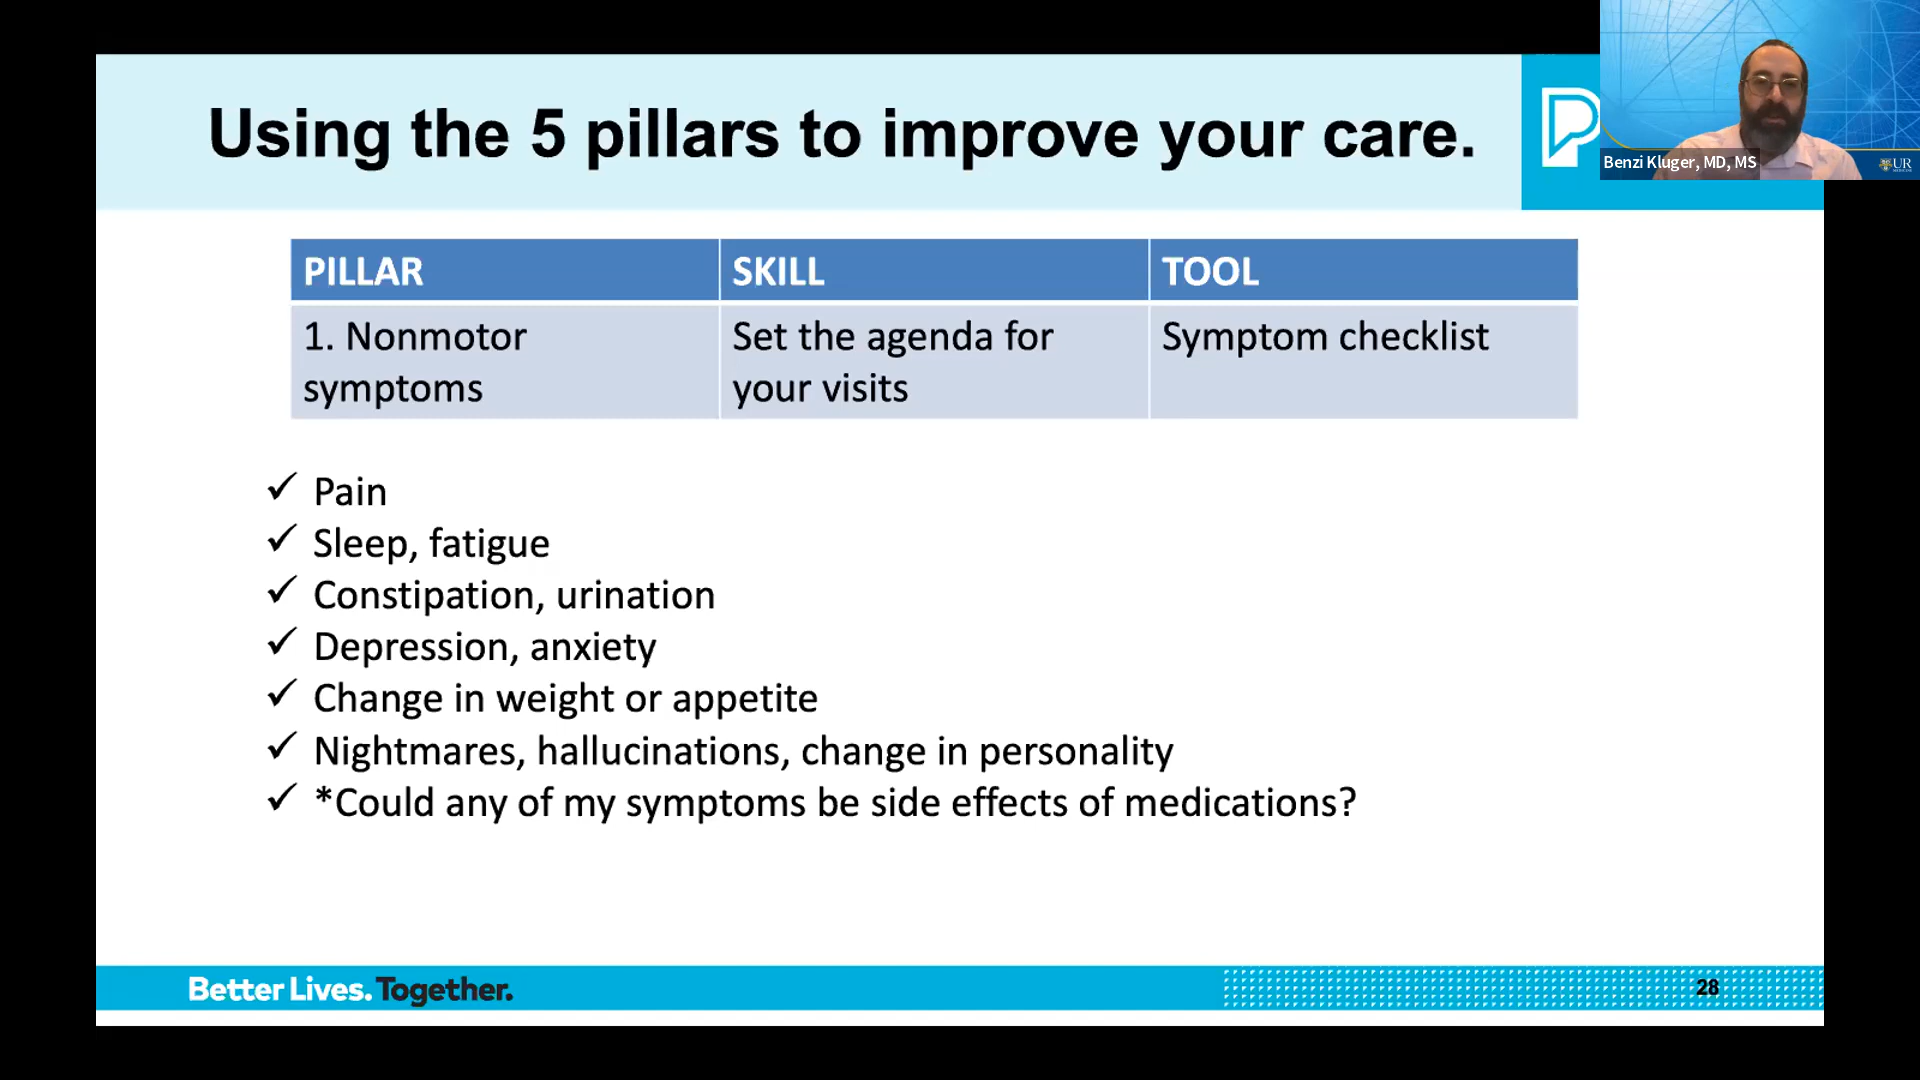 Using the 5 pillars to improve your care.
P
Benzi Kluger, MD, MS
UR
PILLAR
SKILL
TOOL
1. Nonmotor
symptoms
Set the agenda for
your visits
Symptom checklist
✓ Pain
✓ Sleep, fatigue
✓ Constipation, urination
✓ Depression, anxiety
✓ Change in weight or appetite
✓ Nightmares, hallucinations, change in personality
✓ *Could any of my symptoms be side effects of medications?
Better Lives. Together.
28